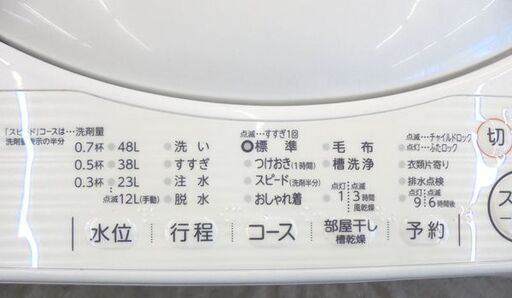 「スピード」コースは…洗剤量
洗剤量表示の半分
0.7杯 48L
0.5杯 38L
0.3杯 23L
点滅 12L(手動)
水位
洗い
すすぎ
注水
脱水
行程
点滅…すすぎ1回
標準
つけおき(1時間)
スピード(洗剤半分)
おしゃれ着
コース
毛布
槽洗浄
点灯 点滅
1 3時間
風乾燥
部屋干し
槽乾燥
点滅…チャイルドロック
点灯…ふたロック
衣類片寄り
排水点検
点灯 点滅
9 6時間後
予約
切
ス